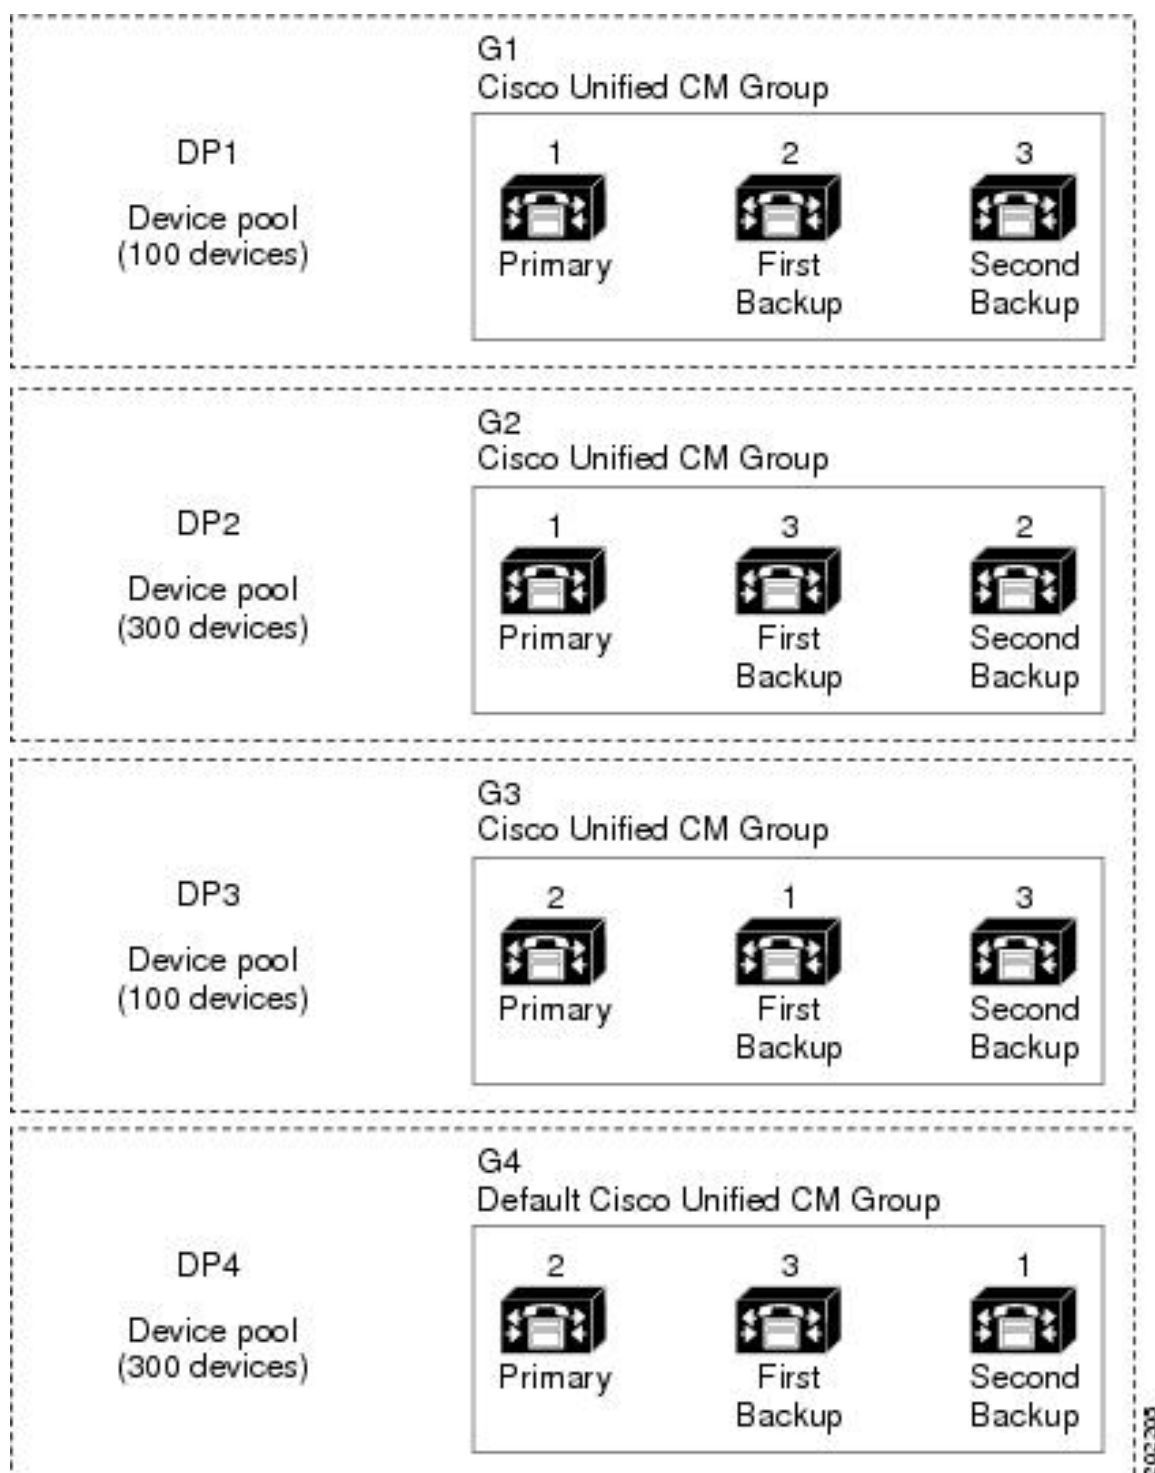 G1
Cisco Unified CM Group
DP1
Device pool
(100 devices)
1
Primary
2
First
Backup
3
Second
Backup
G2
Cisco Unified CM Group
DP2
Device pool
(300 devices)
1
Primary
3
First
Backup
2
Second
Backup
G3
Cisco Unified CM Group
DP3
Device pool
(100 devices)
2
Primary
1
First
Backup
3
Second
Backup
G4
Default Cisco Unified CM Group
DP4
Device pool
(300 devices)
2
Primary
3
First
Backup
1
Second
Backup